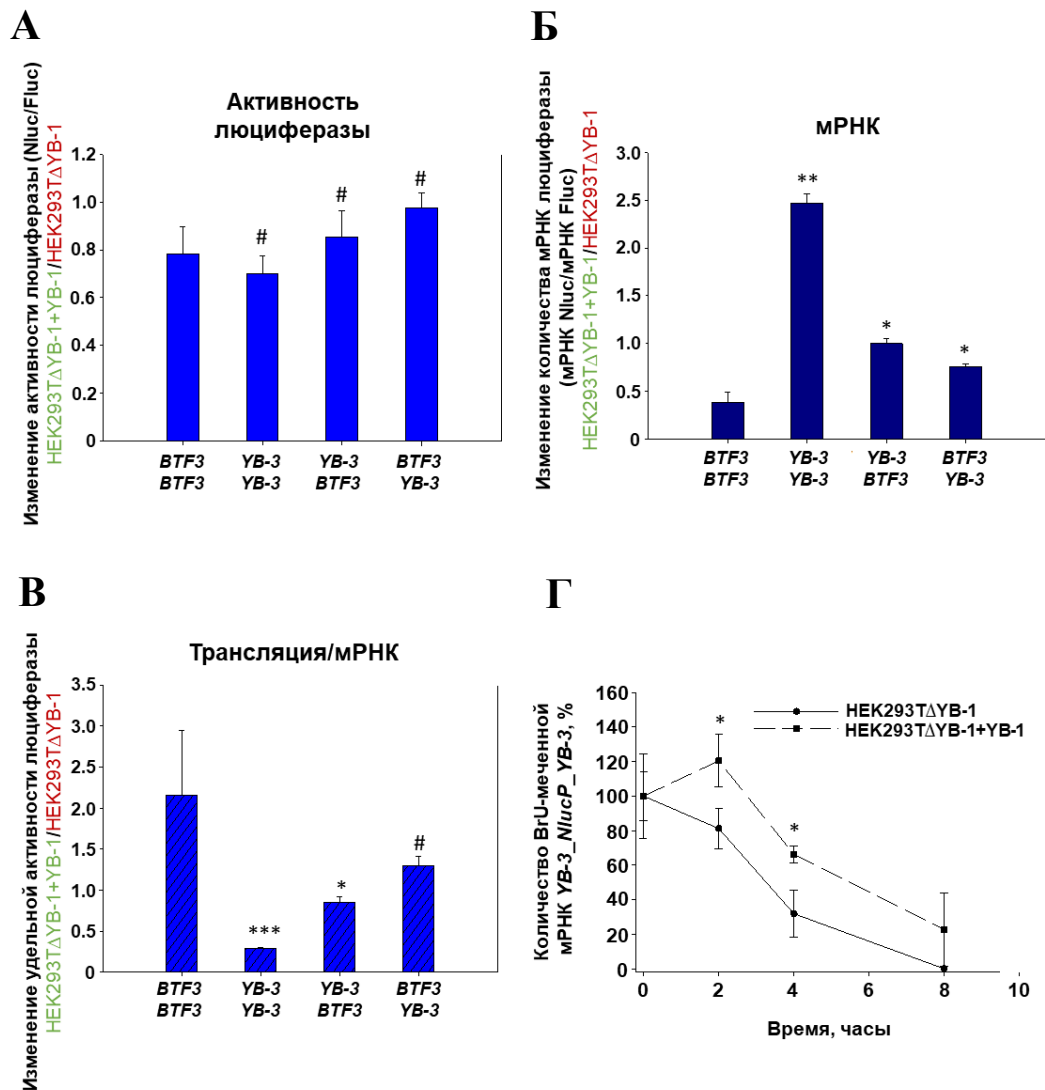 А
Изменение активности люциферазы (Nluc/Fluc)
HEK293TΔYB-1+YB-1/HEK293TΔYB-1
Активность
люциферазы
1.2
1.0
0.8
0.6
0.4
0.2
0
#
#
#
BTF3 YB-3 YB-3 BTF3
BTF3 YB-3 BTF3 YB-3
Б
Изменение количества мРНК люциферазы
(мРНК Nluc/мРНК Fluc)
HEK293TΔYB-1+YB-1/HEK293TΔYB-1
мРНК
3.0
2.5
2.0
1.5
1.0
0.5
0
**
*
*
BTF3 YB-3 YB-3 BTF3
BTF3 YB-3 BTF3 YB-3
В
Изменение удельной активности люциферазы
HEK293TΔYB-1+YB-1/HEK293TΔYB-1
Трансляция/мРНК
3.5
3.0
2.5
2.0
1.5
1.0
0.5
0
***
*
#
BTF3 YB-3 YB-3 BTF3
BTF3 YB-3 BTF3 YB-3
Г
Количество BrU-меченной
мРНК YB-3_NlucP_YB-3, %
160
140
120
100
80
60
40
20
0
HEK293TΔYB-1
HEK293TΔYB-1+YB-1
*
*
0 2 4 6 8 10
Время, часы